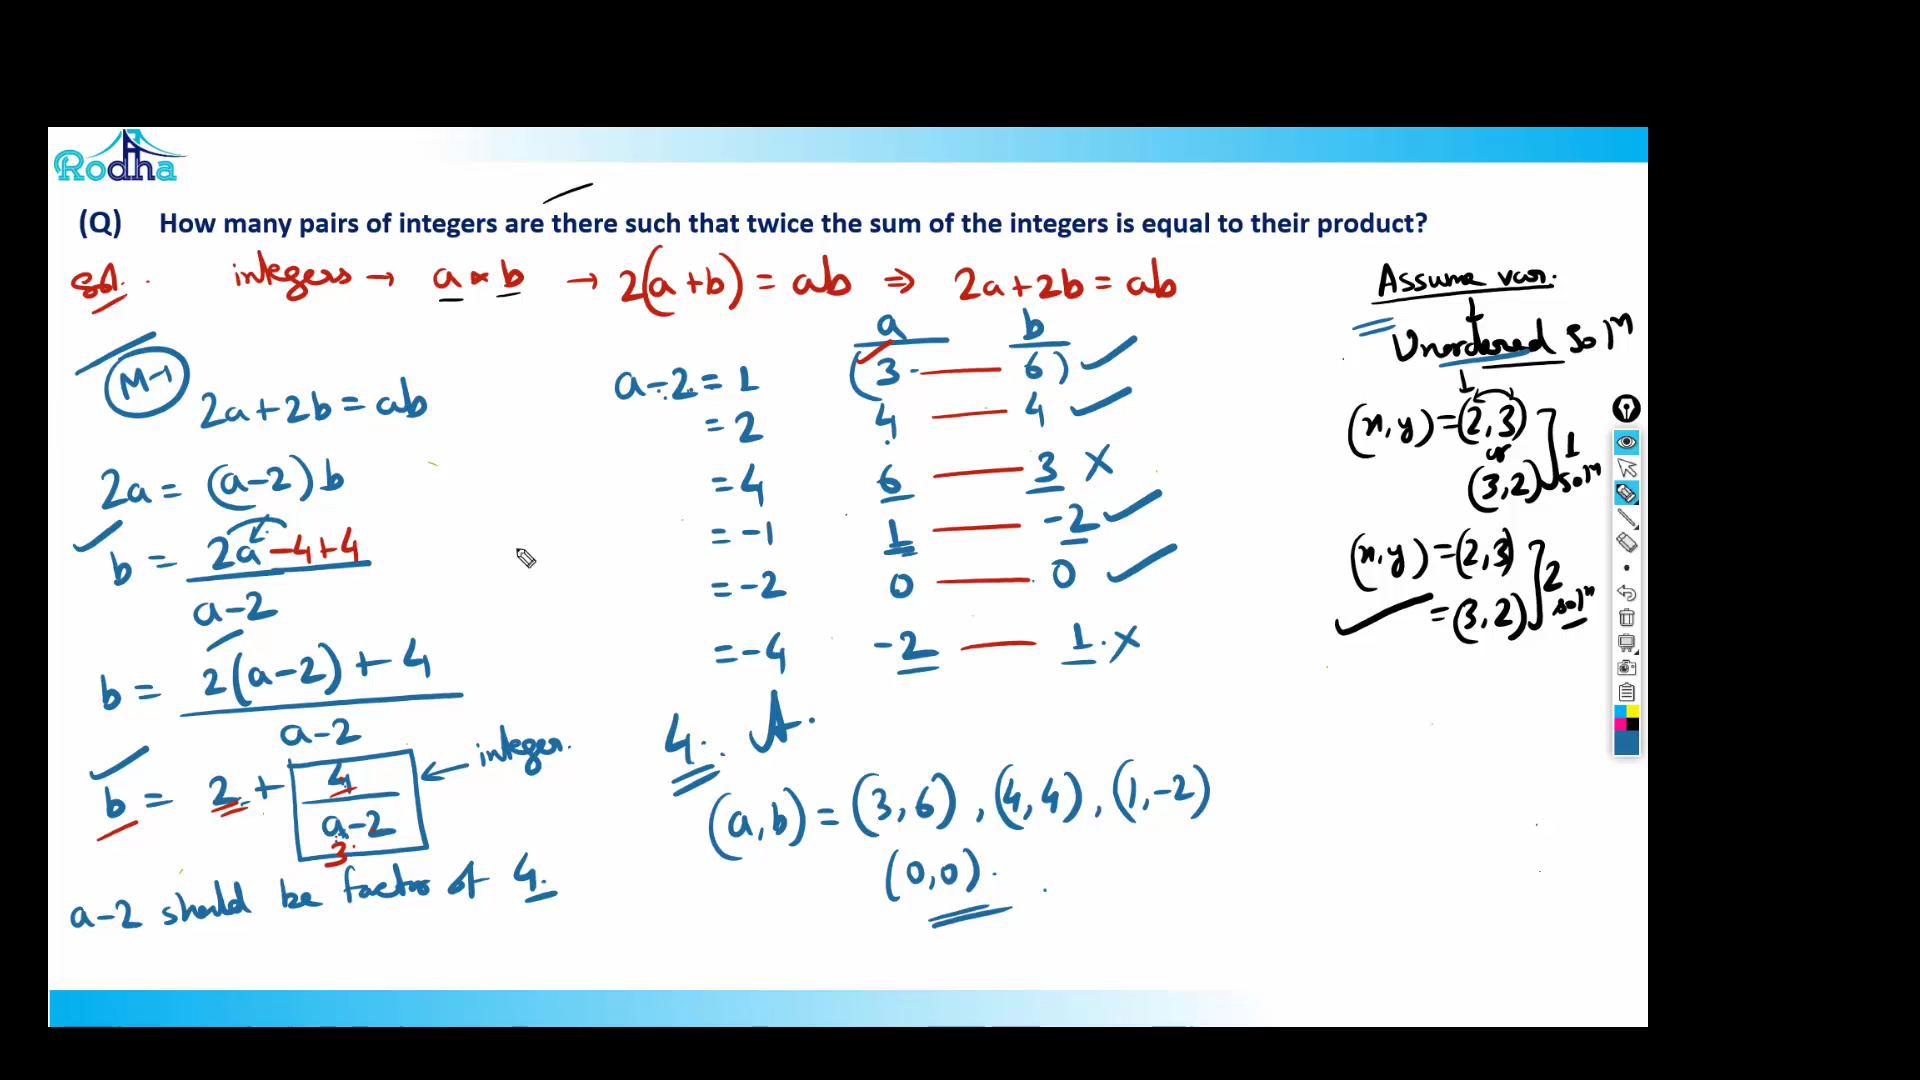 Rodha
(Q) How many pairs of integers are there such that twice the sum of the integers is equal to their product?
Sol. integers → a & b → 2(a+b) = ab ⇒ 2a+2b = ab
M-1
2a+2b = ab
2a = (a-2) b
b = 2a -4+4
a-2
b = 2(a-2) + 4
a-2
b = 2 + 4
a-2
3
← integer.
a-2 should be factor of 4.
a b
a-2 = 1 (3 — 6) ✓
= 2 4 — 4 ✓
= 4 6 — 3 X
= -1 1 — -2 ✓
= -2 0 — 0 ✓
= -4 -2 — 1 X
4. A.
(a,b) = (3,6), (4,4), (1,-2)
(0,0).
Assume var.
Unordered Solⁿ
(x,y) = (2,3)
or
(3,2)
1
solⁿ
(x,y) = (2,3)
= (3,2)
2
solⁿ